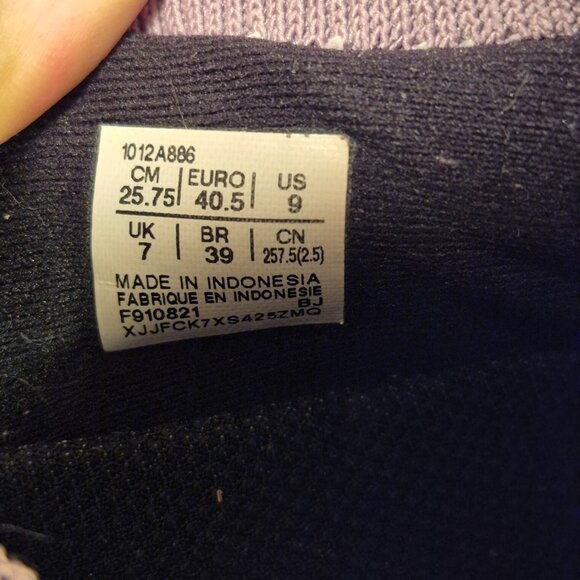 1012A886
CM EURO US
25.75 40.5 9
UK BR CN
7 39 257.5(2.5)
MADE IN INDONESIA
FABRIQUE EN INDONESIE
F910821 BJ
XJJFCK7XS425ZMQ